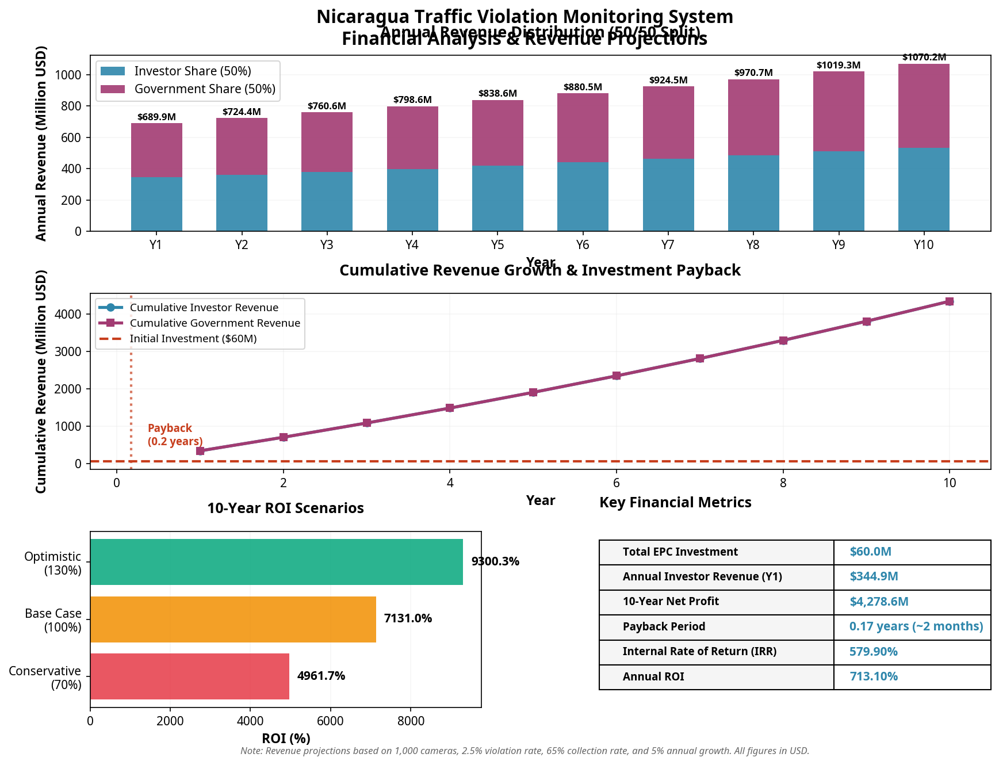 Nicaragua Traffic Violation Monitoring System
Financial Analysis & Revenue Projections
Annual Revenue Distribution (50/50 Split)
Annual Revenue (Million USD)
Investor Share (50%)
Government Share (50%)
1000
800
600
400
200
0
$689.9M
$724.4M
$760.6M
$798.6M
$838.6M
$880.5M
$924.5M
$970.7M
$1019.3M
$1070.2M
Y1
Y2
Y3
Y4
Y5
Y6
Y7
Y8
Y9
Y10
Year
Cumulative Revenue Growth & Investment Payback
Cumulative Revenue (Million USD)
Cumulative Investor Revenue
Cumulative Government Revenue
Initial Investment ($60M)
4000
3000
2000
1000
0
Payback
(0.2 years)
0
2
4
6
8
10
Year
10-Year ROI Scenarios
Optimistic
(130%)
9300.3%
Base Case
(100%)
7131.0%
Conservative
(70%)
4961.7%
0
2000
4000
6000
8000
ROI (%)
Key Financial Metrics
Total EPC Investment $60.0M
Annual Investor Revenue (Y1) $344.9M
10-Year Net Profit $4,278.6M
Payback Period 0.17 years (~2 months)
Internal Rate of Return (IRR) 579.90%
Annual ROI 713.10%
Note: Revenue projections based on 1,000 cameras, 2.5% violation rate, 65% collection rate, and 5% annual growth. All figures in USD.